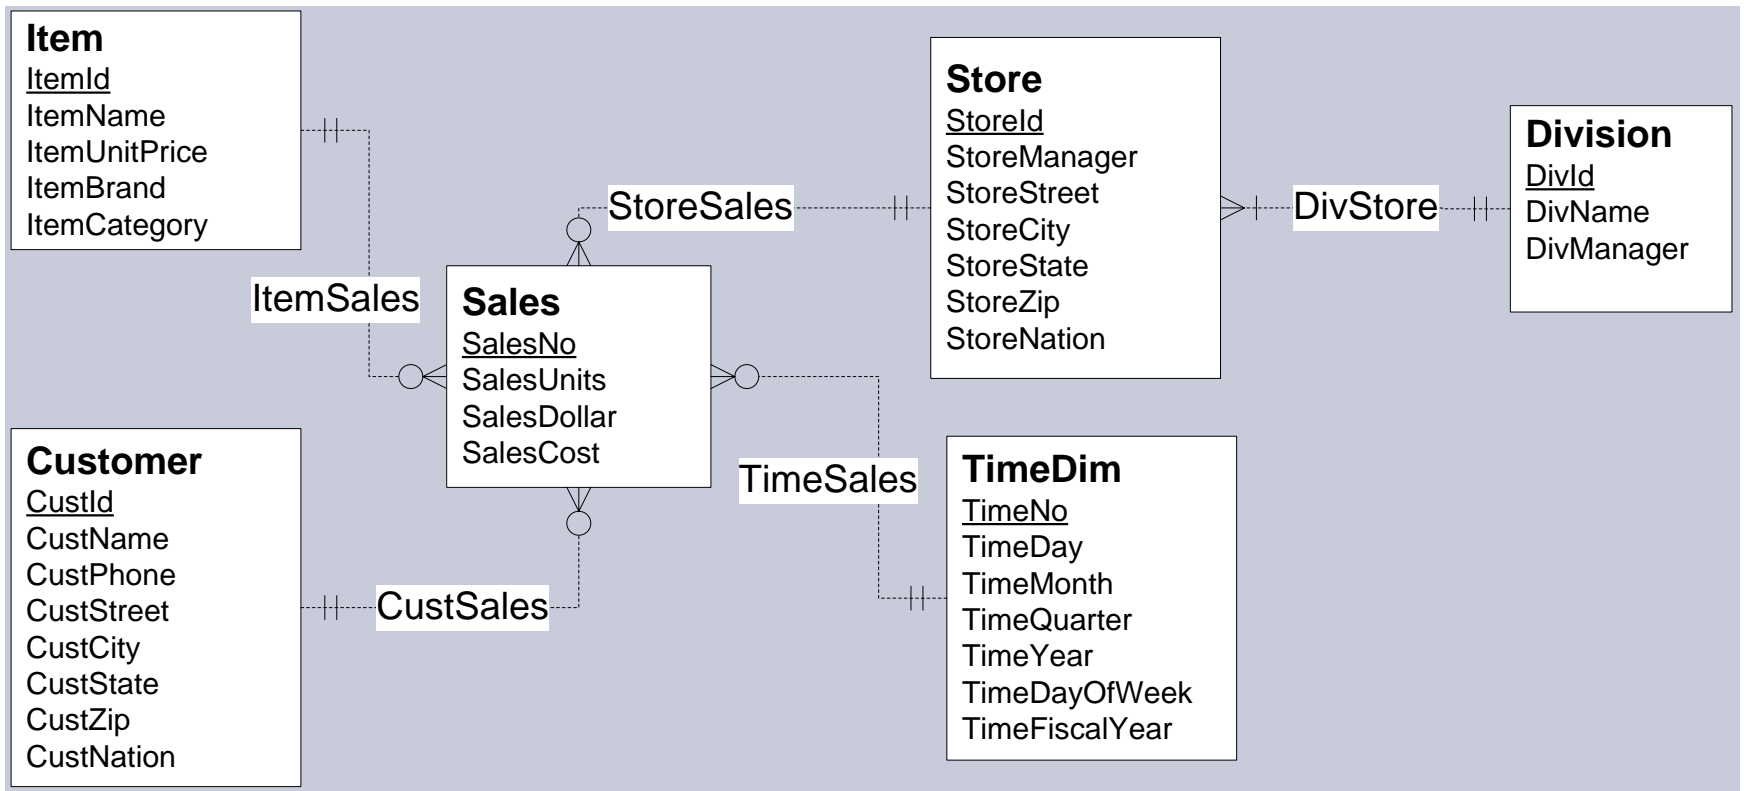 Item
ItemId
ItemName
ItemUnitPrice
ItemBrand
ItemCategory
ItemSales
Customer
CustId
CustName
CustPhone
CustStreet
CustCity
CustState
CustZip
CustNation
CustSales
Sales
SalesNo
SalesUnits
SalesDollar
SalesCost
StoreSales
TimeSales
Store
StoreId
StoreManager
StoreStreet
StoreCity
StoreState
StoreZip
StoreNation
DivStore
Division
DivId
DivName
DivManager
TimeDim
TimeNo
TimeDay
TimeMonth
TimeQuarter
TimeYear
TimeDayOfWeek
TimeFiscalYear